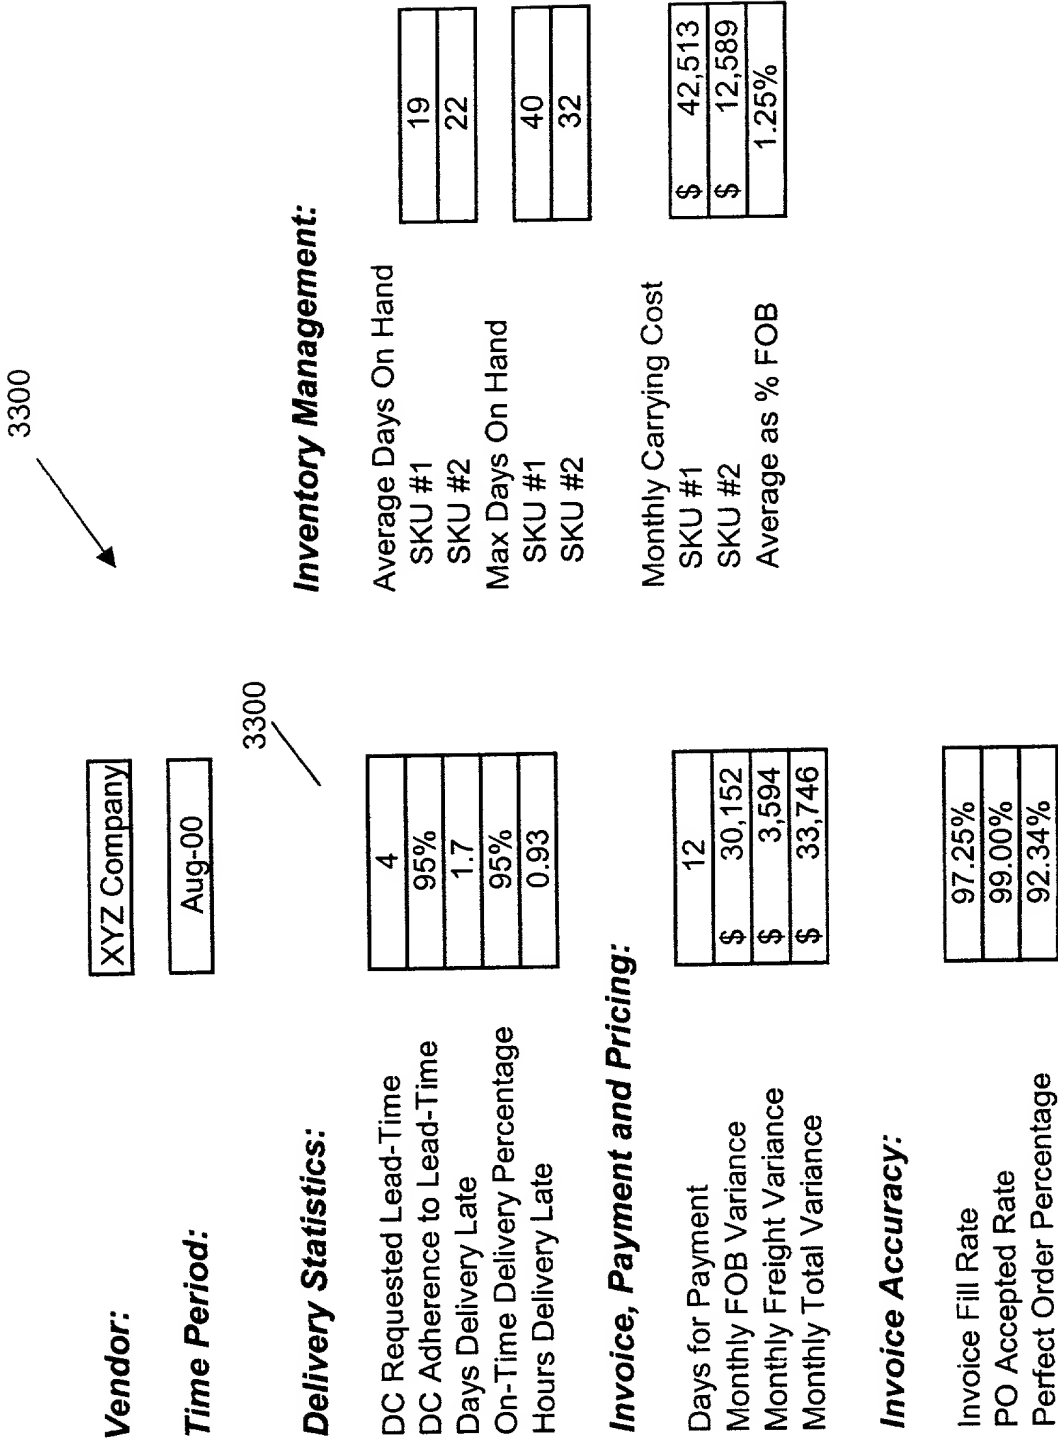 3300
Vendor: XYZ Company
Time Period: Aug-00
3300
Delivery Statistics:
DC Requested Lead-Time 4
DC Adherence to Lead-Time 95%
Days Delivery Late 1.7
On-Time Delivery Percentage 95%
Hours Delivery Late 0.93
Invoice, Payment and Pricing:
Days for Payment 12
Monthly FOB Variance $ 30,152
Monthly Freight Variance $ 3,594
Monthly Total Variance $ 33,746
Invoice Accuracy:
Invoice Fill Rate 97.25%
PO Accepted Rate 99.00%
Perfect Order Percentage 92.34%
Inventory Management:
Average Days On Hand
SKU #1 19
SKU #2 22
Max Days On Hand
SKU #1 40
SKU #2 32
Monthly Carrying Cost
SKU #1 $ 42,513
SKU #2 $ 12,589
Average as % FOB 1.25%